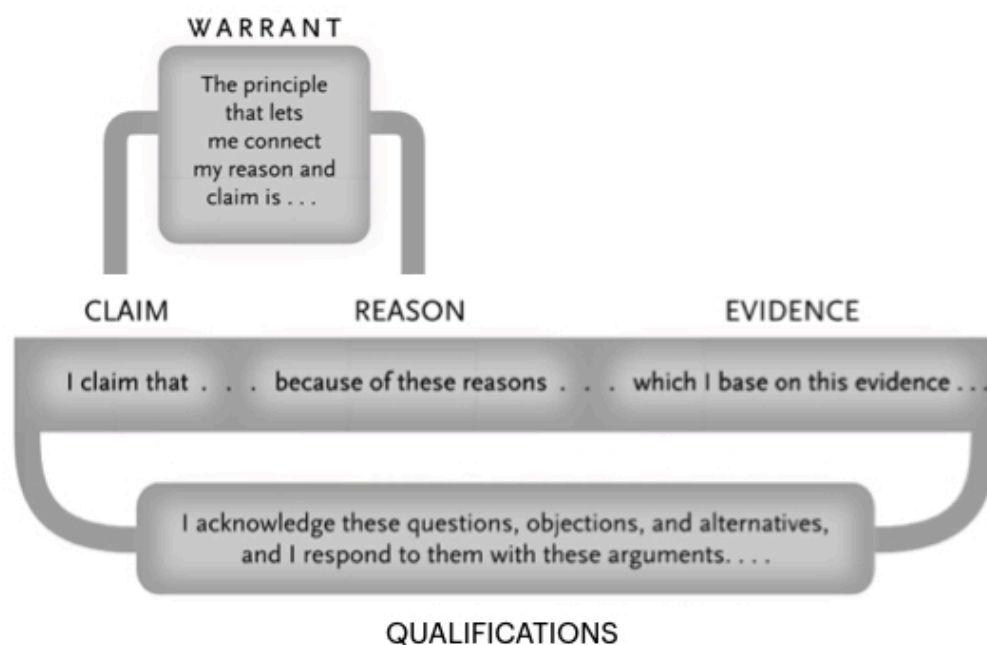 WARRANT
The principle
that lets
me connect
my reason and
claim is . . .
CLAIM REASON EVIDENCE
I claim that . . . because of these reasons . . . which I base on this evidence . . .
I acknowledge these questions, objections, and alternatives,
and I respond to them with these arguments. . . .
QUALIFICATIONS